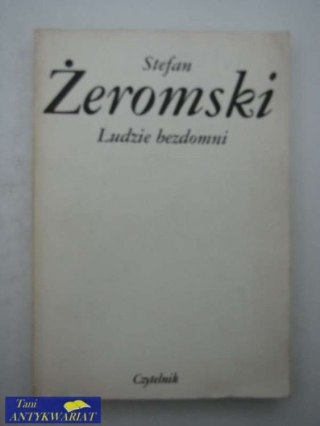 Stefan
Żeromski
Ludzie bezdomni
Czytelnik
Tani
ANTYKWARIAT